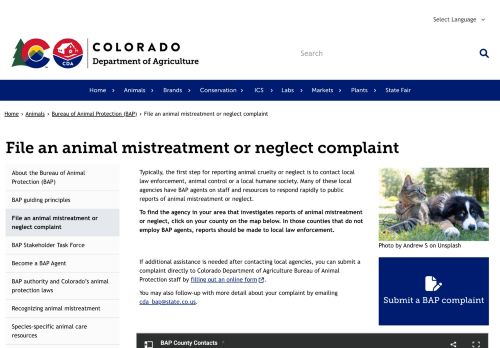 Select Language
COLORADO
Department of Agriculture
CDA
Search
Home
Animals
Brands
Conservation
ICS
Labs
Markets
Plants
State Fair
Home › Animals › Bureau of Animal Protection (BAP) › File an animal mistreatment or neglect complaint
File an animal mistreatment or neglect complaint
About the Bureau of Animal
Protection (BAP)
BAP guiding principles
File an animal mistreatment or
neglect complaint
BAP Stakeholder Task Force
Become a BAP Agent
BAP authority and Colorado's animal
protection laws
Recognizing animal mistreatment
Species-specific animal care
resources
Typically, the first step for reporting animal cruelty or neglect is to contact local
law enforcement, animal control or a local humane society. Many of these local
agencies have BAP agents on staff and resources to respond rapidly to public
reports of animal mistreatment or neglect.
To find the agency in your area that investigates reports of animal mistreatment
or neglect, click on your county on the map below. In those counties that do not
employ BAP agents, reports should be made to local law enforcement.
If additional assistance is needed after contacting local agencies, you can submit a
complaint directly to Colorado Department of Agriculture Bureau of Animal
Protection staff by filling out an online form.
You may also follow-up with more detail about your complaint by emailing
cda_bap@state.co.us.
BAP County Contacts
Photo by Andrew S on Unsplash
Submit a BAP complaint